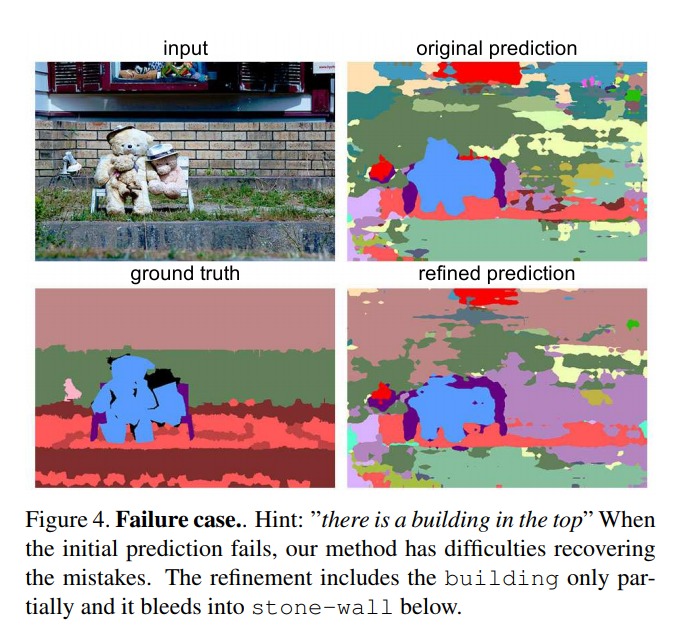 input
original prediction
ground truth
refined prediction
Figure 4. Failure case.. Hint: ”there is a building in the top” When
the initial prediction fails, our method has difficulties recovering
the mistakes. The refinement includes the building only par-
tially and it bleeds into stone-wall below.